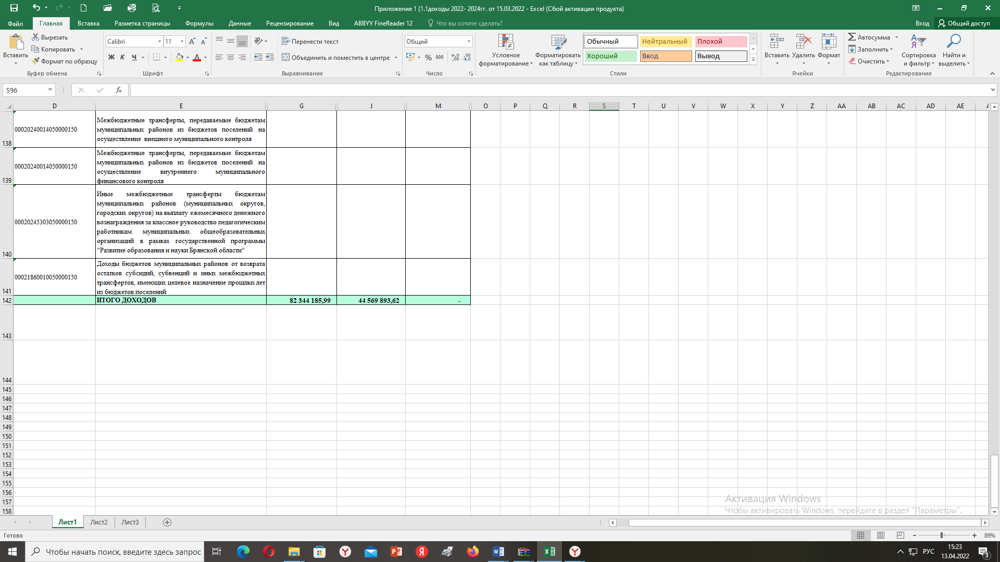 Приложение 1 (1.1доходы 2022- 2024гг. от 15.03.2022 - Excel (Сбой активации продукта)
Файл Главная Вставка Разметка страницы Формулы Данные Рецензирование Вид ABBYY FineReader 12 Что вы хотите сделать? Вход Общий доступ
Вставить
Вырезать
Копировать
Формат по образцу
Буфер обмена
Calibri 11
Ж К Ч
Шрифт
Перенести текст
Объединить и поместить в центре
Выравнивание
Общий
% 000
Число
Условное форматирование
Форматировать как таблицу
Обычный Нейтральный Плохой
Хороший Ввод Вывод
Стили
Вставить Удалить Формат
Ячейки
Автосумма
Заполнить
Очистить
Сортировка и фильтр
Найти и выделить
Редактирование
S96
fx
D E G J M O P Q R S T U V W X Y Z AA AB AC AD AE
138
00020240014050000150
Межбюджетные трансферты, передаваемые бюджетам
муниципальных районов из бюджетов поселений на
осуществление внешнего муниципального контроля
139
00020240014050000150
Межбюджетные трансферты, передаваемые бюджетам
муниципальных районов из бюджетов поселений на
осуществление внутреннего муниципального
финансового контроля
140
00020245303050000150
Иные межбюджетные трансферты бюджетам
муниципальных районов (муниципальных округов,
городских округов) на выплату ежемесячного денежного
вознаграждения за классное руководство педагогическим
работникам муниципальных общеобразовательных
организаций в рамках государственной программы
"Развитие образования и науки Брянской области"
141
00021860010050000150
Доходы бюджетов муниципальных районов от возврата
остатков субсидий, субвенций и иных межбюджетных
трансфертов, имеющих целевое назначение прошлых лет
из бюджетов поселений
142 ИТОГО ДОХОДОВ 82 344 185,99 44 569 893,62 -
143
144
145
146
147
148
149
150
151
152
153
154
155
156
157
158
Активация Windows
Чтобы активировать Windows, перейдите в раздел "Параметры".
Лист1 Лист2 Лист3
Готово
89%
Чтобы начать поиск, введите здесь запрос
РУС
15:23
13.04.2022
3